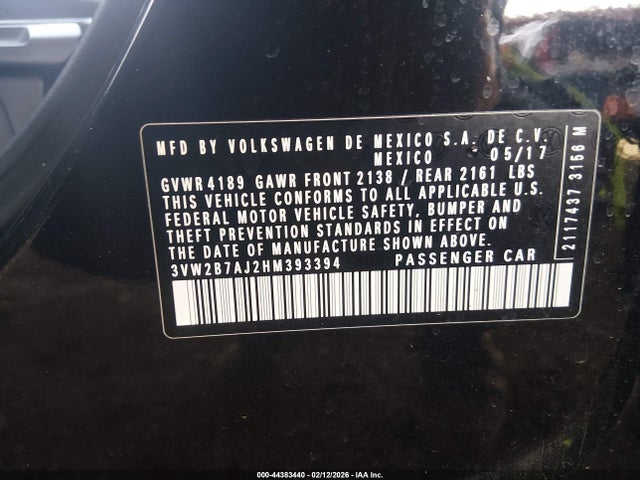 MFD BY VOLKSWAGEN DE MEXICO S.A. DE C.V.
MEXICO 05/17
GVWR 4189 GAWR FRONT 2138 / REAR 2161 LBS
THIS VEHICLE CONFORMS TO ALL APPLICABLE U.S.
FEDERAL MOTOR VEHICLE SAFETY, BUMPER AND
THEFT PREVENTION STANDARDS IN EFFECT ON
THE DATE OF MANUFACTURE SHOWN ABOVE.
3VW2B7AJ2HM393394 PASSENGER CAR
2117437 3156 M
000-44383440 - 02/12/2026 - IAA Inc.